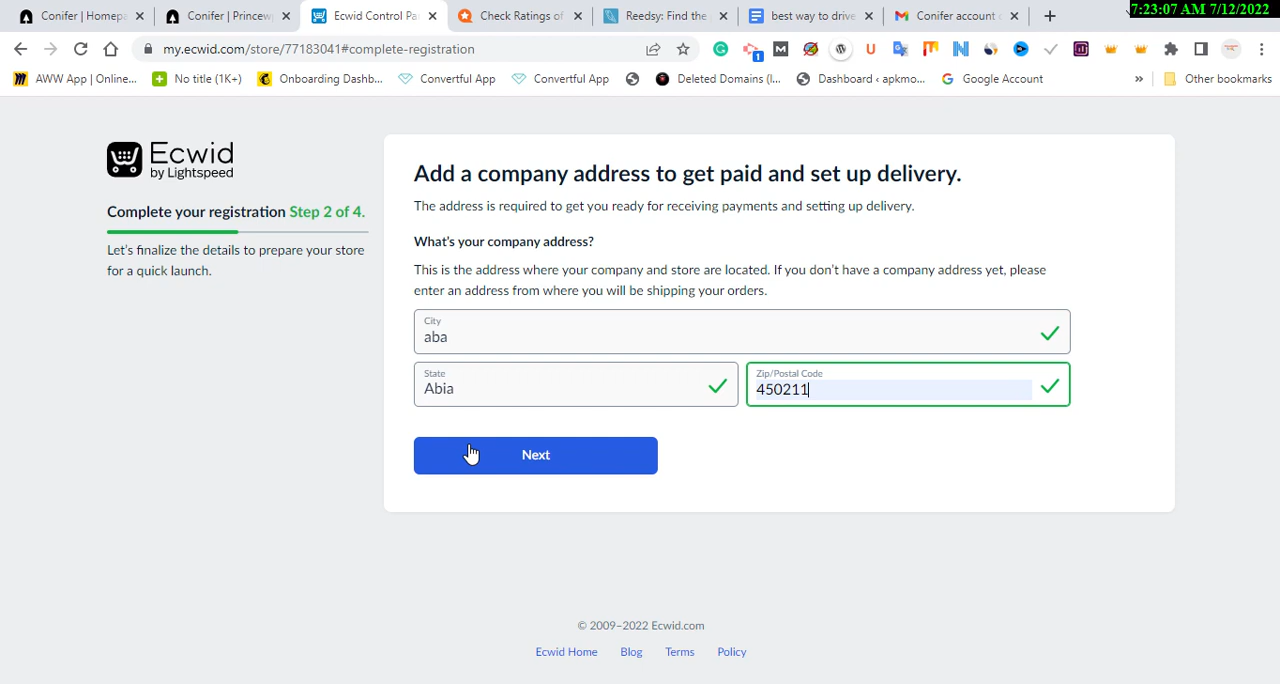 Conifer | Homepa
Conifer | Princew
Ecwid Control Pa
Check Ratings of
Reedsy: Find the
best way to drive
Conifer account
7:23:07 AM 7/12/2022
my.ecwid.com/store/77183041#complete-registration
AWW App | Online...
No title (1K+)
Onboarding Dashb...
Convertful App
Convertful App
Deleted Domains (l...
Dashboard ‹ apkmo...
Google Account
»
Other bookmarks
Ecwid
by Lightspeed
Complete your registration Step 2 of 4.
Let's finalize the details to prepare your store
for a quick launch.
Add a company address to get paid and set up delivery.
The address is required to get you ready for receiving payments and setting up delivery.
What's your company address?
This is the address where your company and store are located. If you don't have a company address yet, please
enter an address from where you will be shipping your orders.
City
aba
State
Abia
Zip/Postal Code
450211
Next
© 2009–2022 Ecwid.com
Ecwid Home Blog Terms Policy